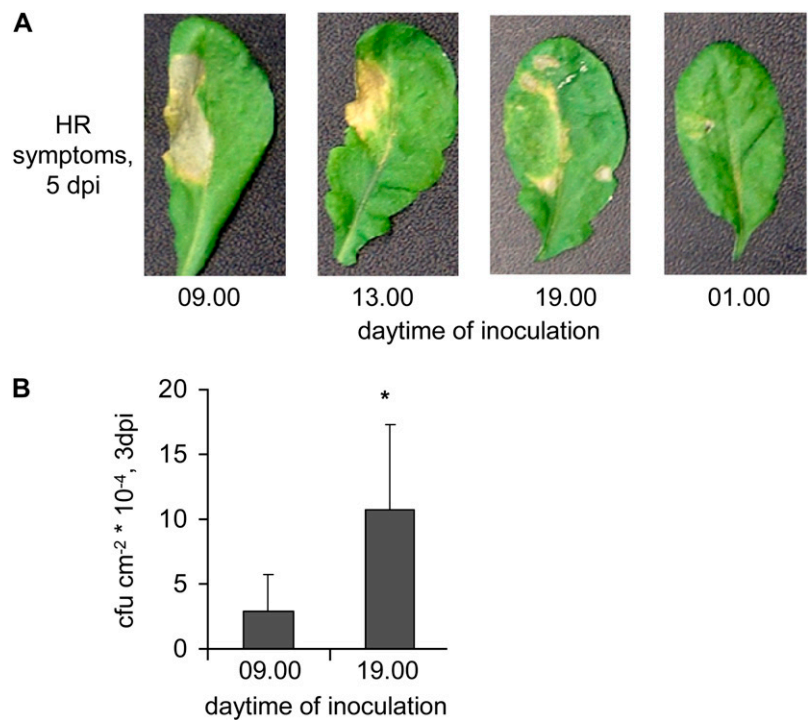 A
HR
symptoms,
5 dpi
09.00 13.00 19.00 01.00
daytime of inoculation
B
cfu cm-2 * 10-4, 3dpi
20
15
10
5
0
*
09.00 19.00
daytime of inoculation